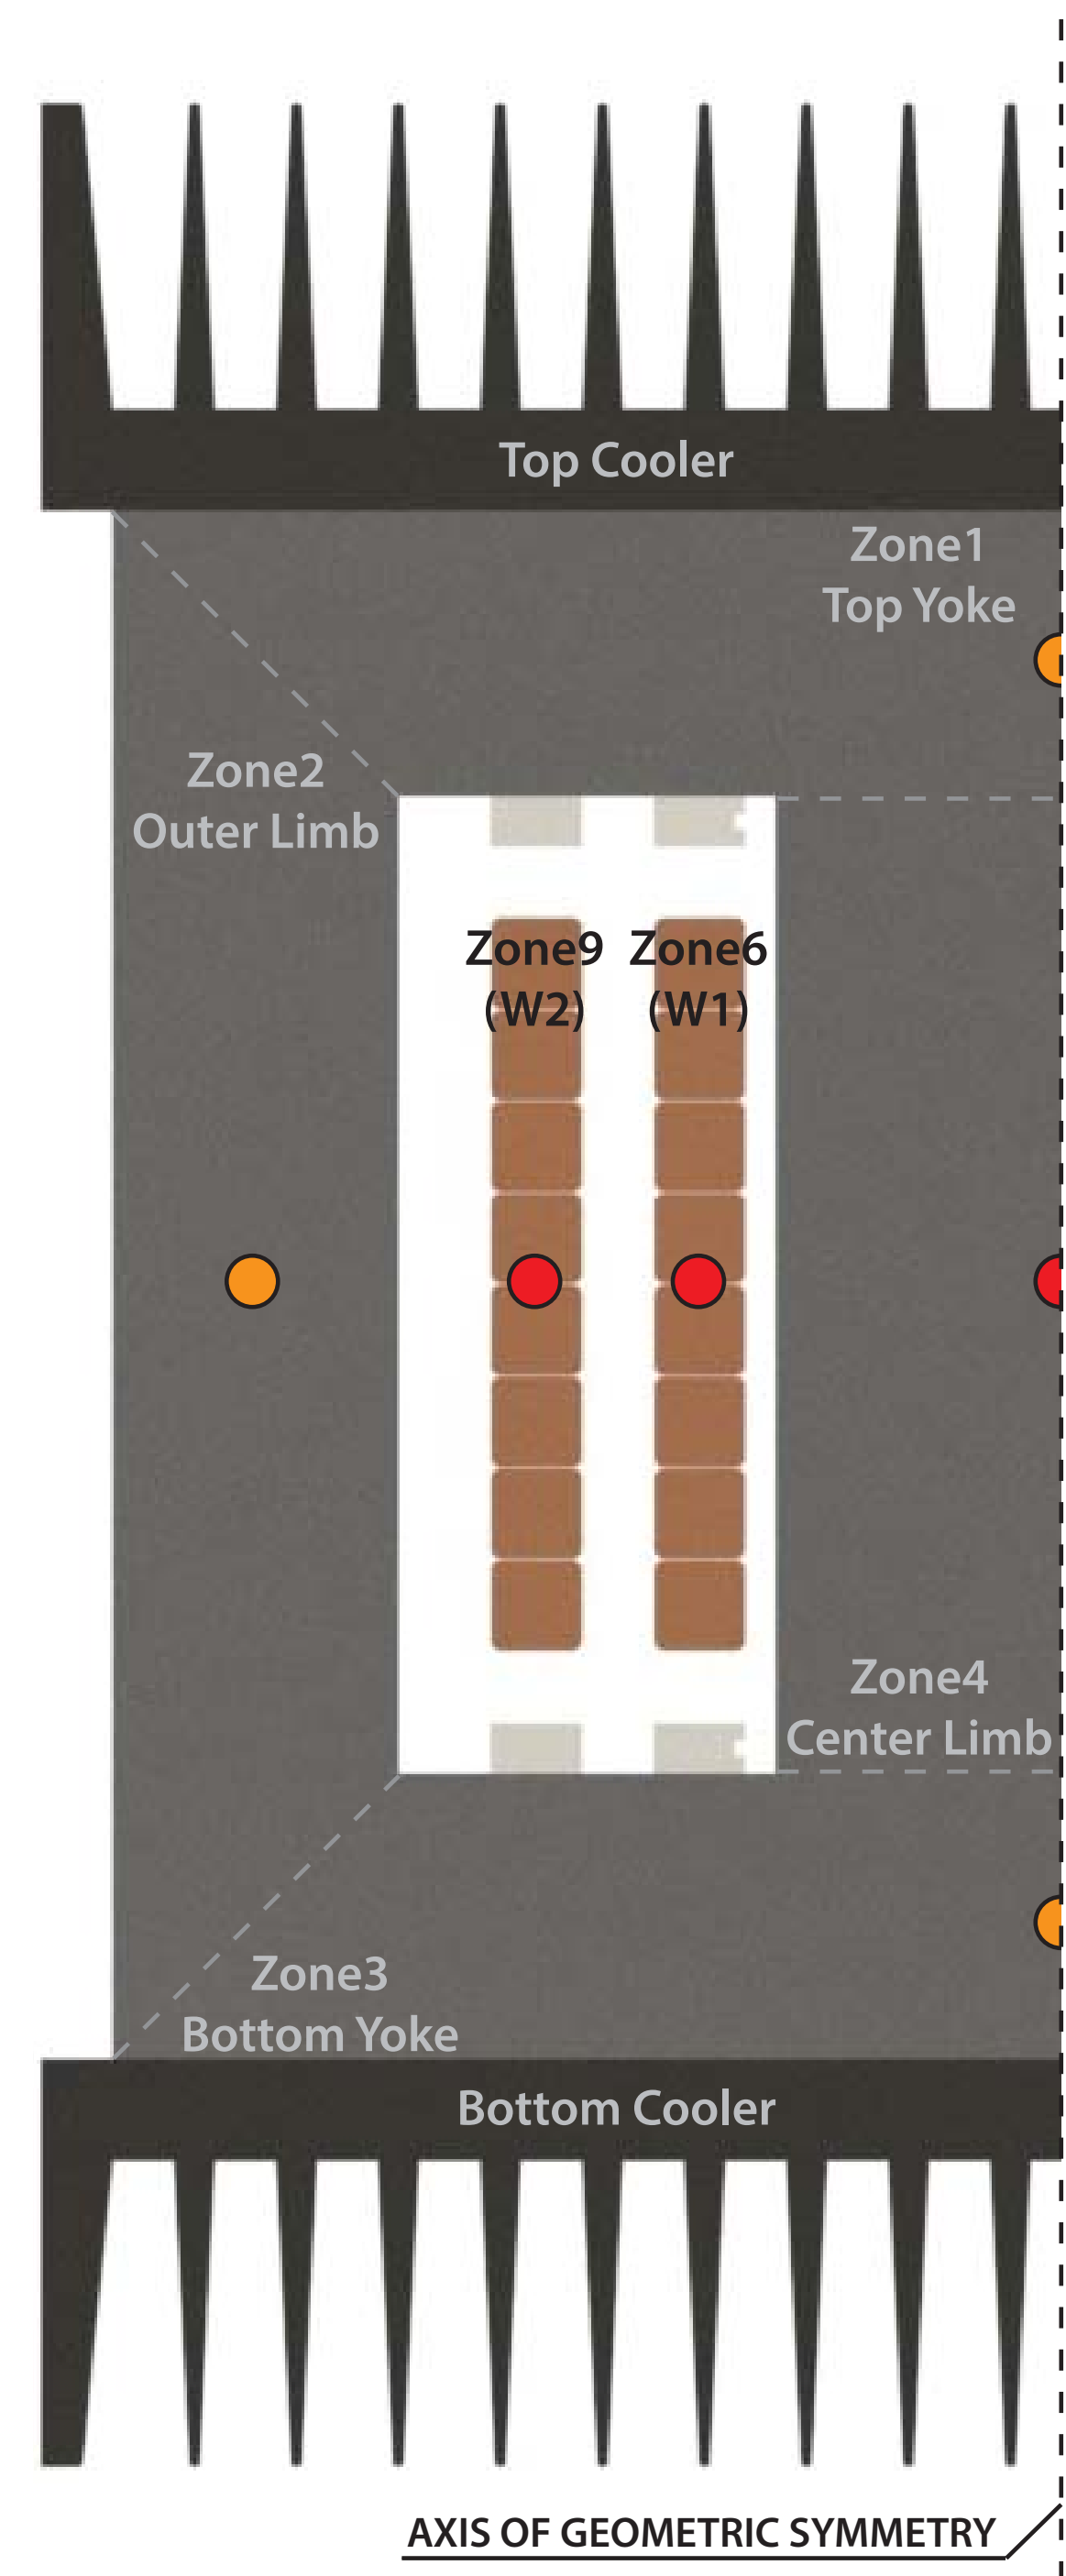 Top Cooler
Zone1
Top Yoke
Zone2
Outer Limb
Zone9
(W2)
Zone6
(W1)
Zone4
Center Limb
Zone3
Bottom Yoke
Bottom Cooler
AXIS OF GEOMETRIC SYMMETRY